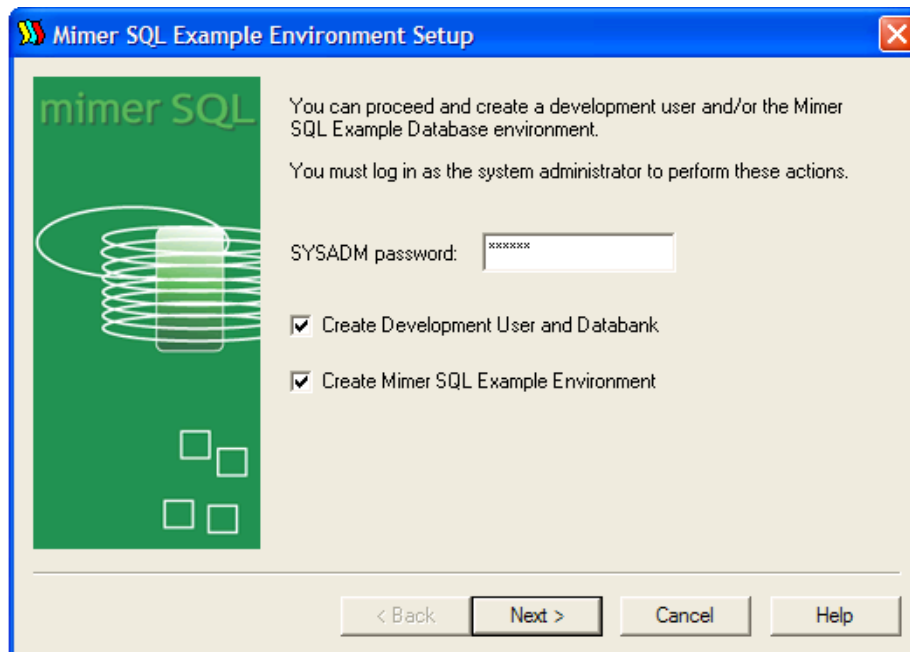 Mimer SQL Example Environment Setup
mimer SQL
You can proceed and create a development user and/or the Mimer
SQL Example Database environment.
You must log in as the system administrator to perform these actions.
SYSADM password: xxxxxx
Create Development User and Databank
Create Mimer SQL Example Environment
< Back Next > Cancel Help